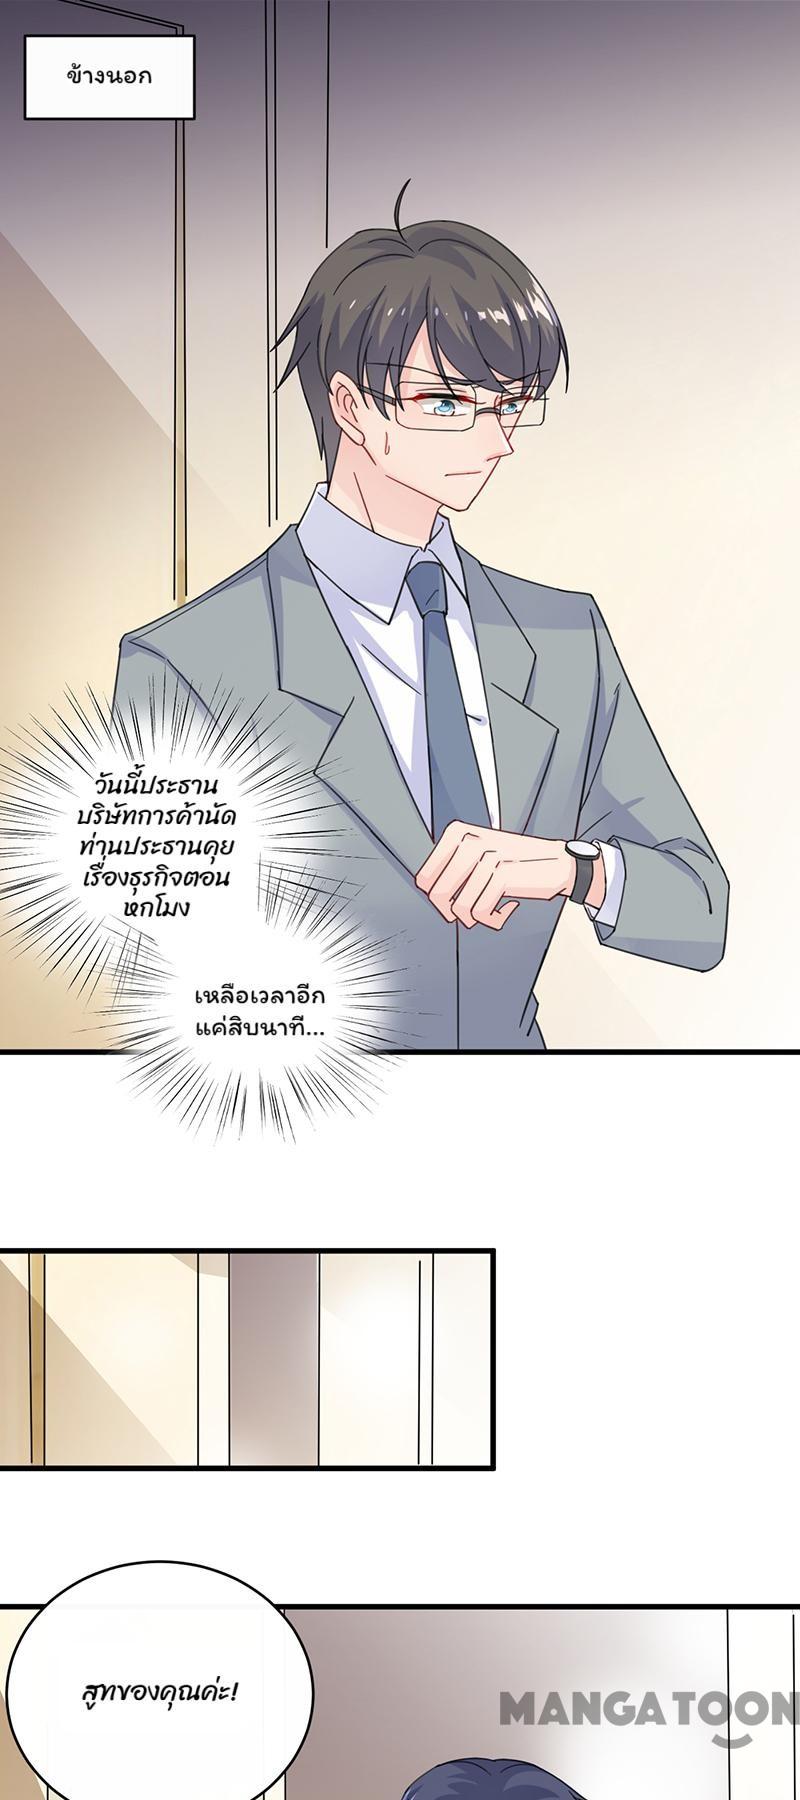 ข้างนอก
วันนี้ประธาน
บริษัทการค้านัด
ท่านประธานคุย
เรื่องธุรกิจตอน
หกโมง
เหลือเวลาอีก
แค่สิบนาที...
สูทของคุณค่ะ!
MANGATOON